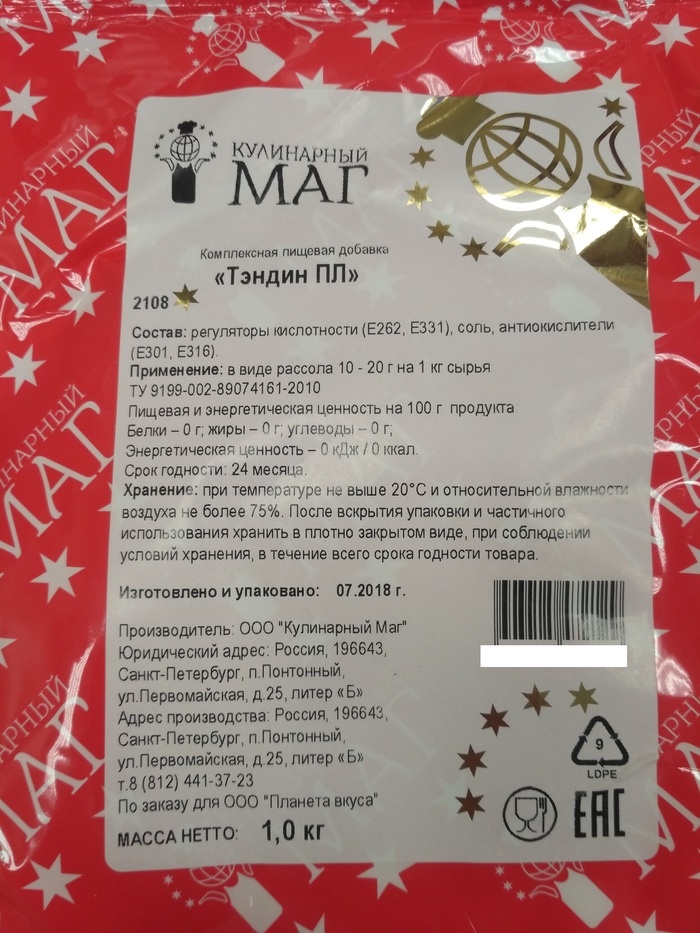 КУЛИНАРНЫЙ
МАГ
Комплексная пищевая добавка
«Тэндин ПЛ»
2108
Состав: регуляторы кислотности (Е262, Е331), соль, антиокислители
(Е301, Е316).
Применение: в виде рассола 10 - 20 г на 1 кг сырья
ТУ 9199-002-89074161-2010
Пищевая и энергетическая ценность на 100 г продукта
Белки – 0 г; жиры – 0 г; углеводы – 0 г;
Энергетическая ценность – 0 кДж / 0 ккал.
Срок годности: 24 месяца.
Хранение: при температуре не выше 20°С и относительной влажности
воздуха не более 75%. После вскрытия упаковки и частичного
использования хранить в плотно закрытом виде, при соблюдении
условий хранения, в течение всего срока годности товара.
Изготовлено и упаковано: 07.2018 г.
Производитель: ООО "Кулинарный Маг"
Юридический адрес: Россия, 196643,
Санкт-Петербург, п.Понтонный,
ул.Первомайская, д.25, литер «Б»
Адрес производства: Россия, 196643,
Санкт-Петербург, п.Понтонный,
ул.Первомайская, д.25, литер «Б»
т.8 (812) 441-37-23
По заказу для ООО "Планета вкуса"
МАССА НЕТТО: 1,0 кг
9
LDPE
EAC